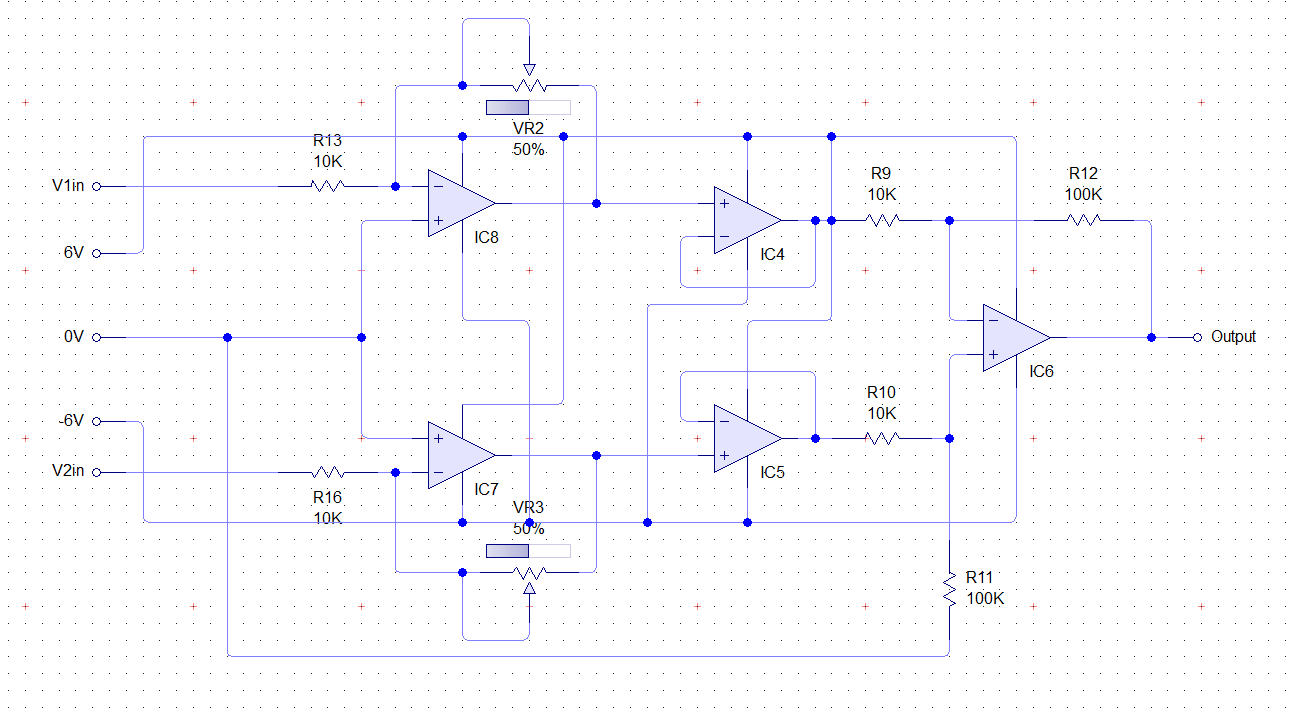 R13
10K
VR2
50%
V1in
6V
IC8
R9
10K
R12
100K
IC4
0V
Output
IC6
-6V
V2in
R16
10K
IC7
VR3
50%
R10
10K
IC5
R11
100K
-
+
+
-
+
-
-
+
-
+